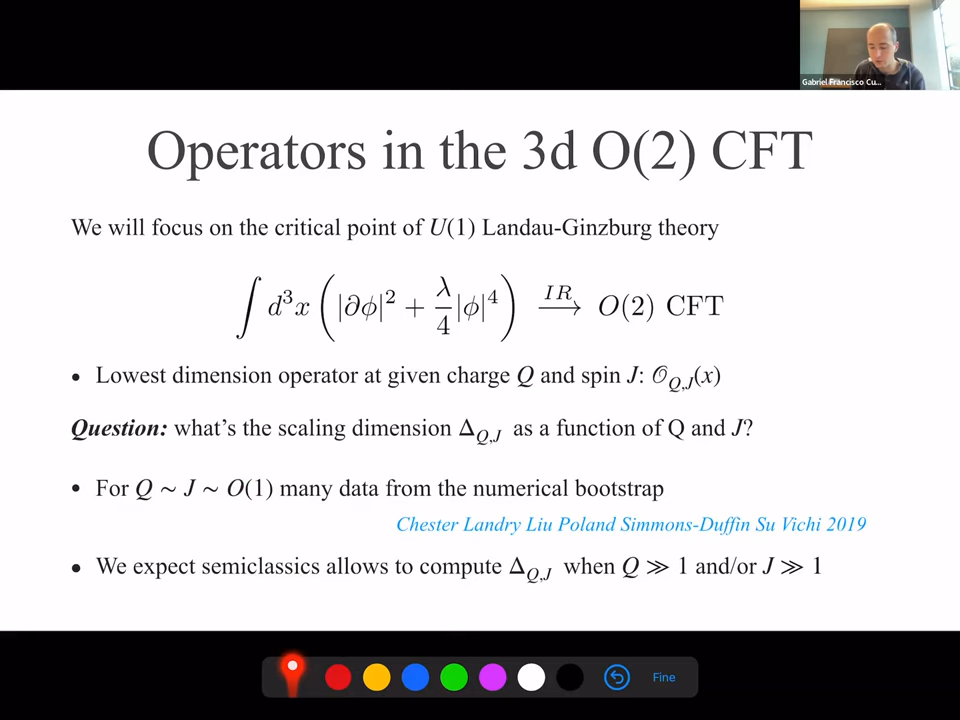 Gabriel Francisco Cu...
Operators in the 3d O(2) CFT
We will focus on the critical point of U(1) Landau-Ginzburg theory
∫ d³x ( |∂ϕ|² + λ/4 |ϕ|⁴ ) IR⟶ O(2) CFT
• Lowest dimension operator at given charge Q and spin J: 𝒪_{Q,J}(x)
Question: what's the scaling dimension Δ_{Q,J} as a function of Q and J?
• For Q ∼ J ∼ O(1) many data from the numerical bootstrap
Chester Landry Liu Poland Simmons-Duffin Su Vichi 2019
• We expect semiclassics allows to compute Δ_{Q,J} when Q ≫ 1 and/or J ≫ 1
Fine